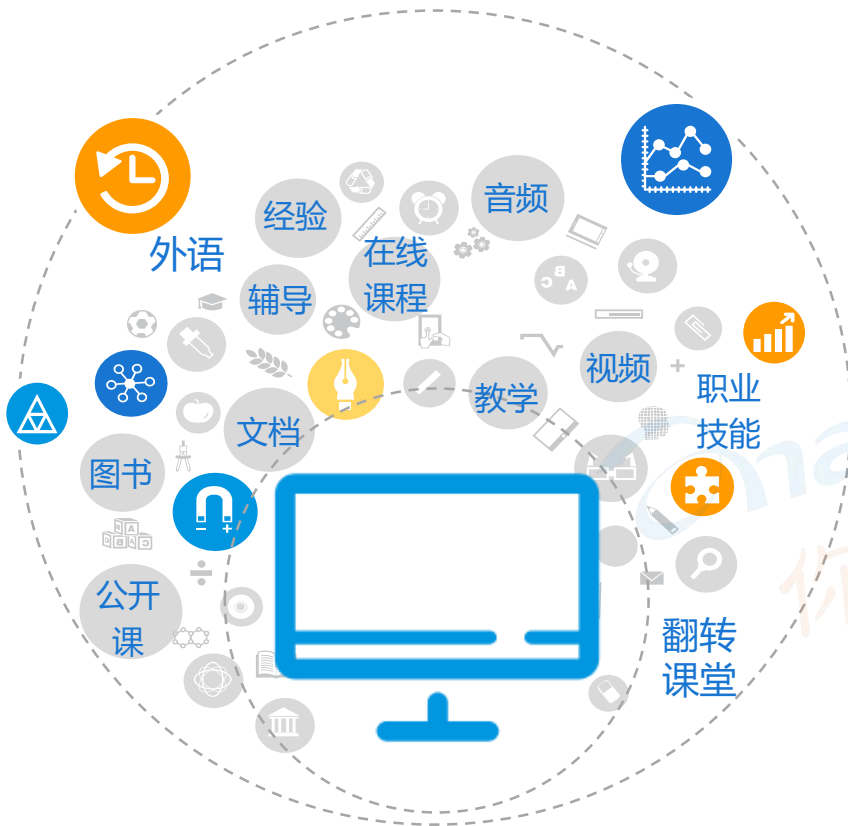 音频
经验
外语
在线
课程
辅导
视频
教学
职业
技能
文档
图书
公开
课
翻转
课堂